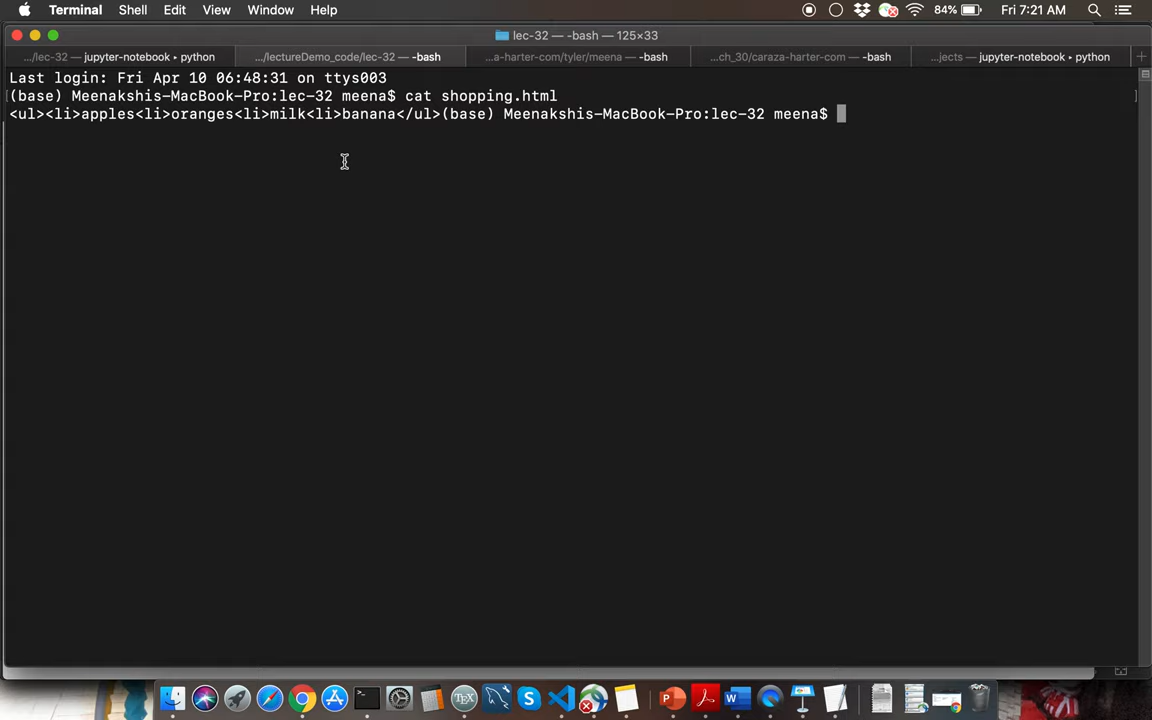 Terminal Shell Edit View Window Help 84% Fri 7:21 AM
lec-32 — -bash — 125×33
.../lec-32 — jupyter-notebook ▸ python .../lectureDemo_code/lec-32 — -bash ...a-harter-com/tyler/meena — -bash ...ch_30/caraza-harter-com — -bash ...jects — jupyter-notebook ▸ python
Last login: Fri Apr 10 06:48:31 on ttys003
(base) Meenakshis-MacBook-Pro:lec-32 meena$ cat shopping.html
<ul><li>apples<li>oranges<li>milk<li>banana</ul>(base) Meenakshis-MacBook-Pro:lec-32 meena$